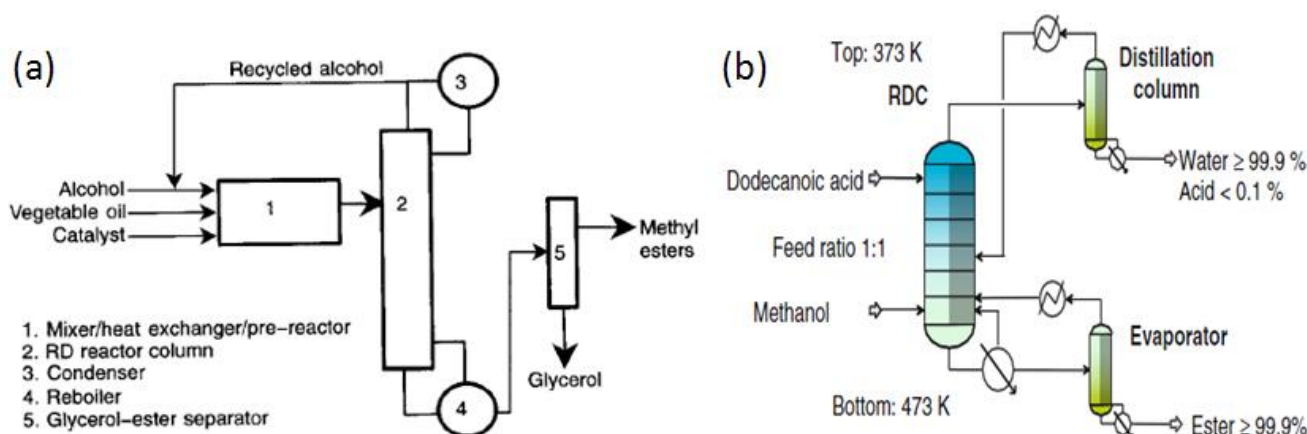 (a)
Recycled alcohol
3
Alcohol
Vegetable oil
Catalyst
1
2
5
Methyl
esters
4
Glycerol
1. Mixer/heat exchanger/pre-reactor
2. RD reactor column
3. Condenser
4. Reboiler
5. Glycerol-ester separator
(b)
Top: 373 K
RDC
Distillation
column
Dodecanoic acid
Water ≥ 99.9 %
Acid < 0.1 %
Feed ratio 1:1
Methanol
Evaporator
Bottom: 473 K
Ester ≥ 99.9%